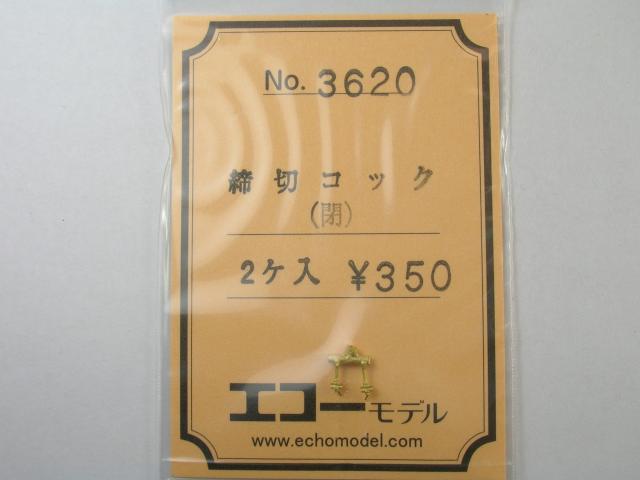 No. 3620
締切コック
(閉)
2ケ入 ¥350
エコーモデル
www.echomodel.com